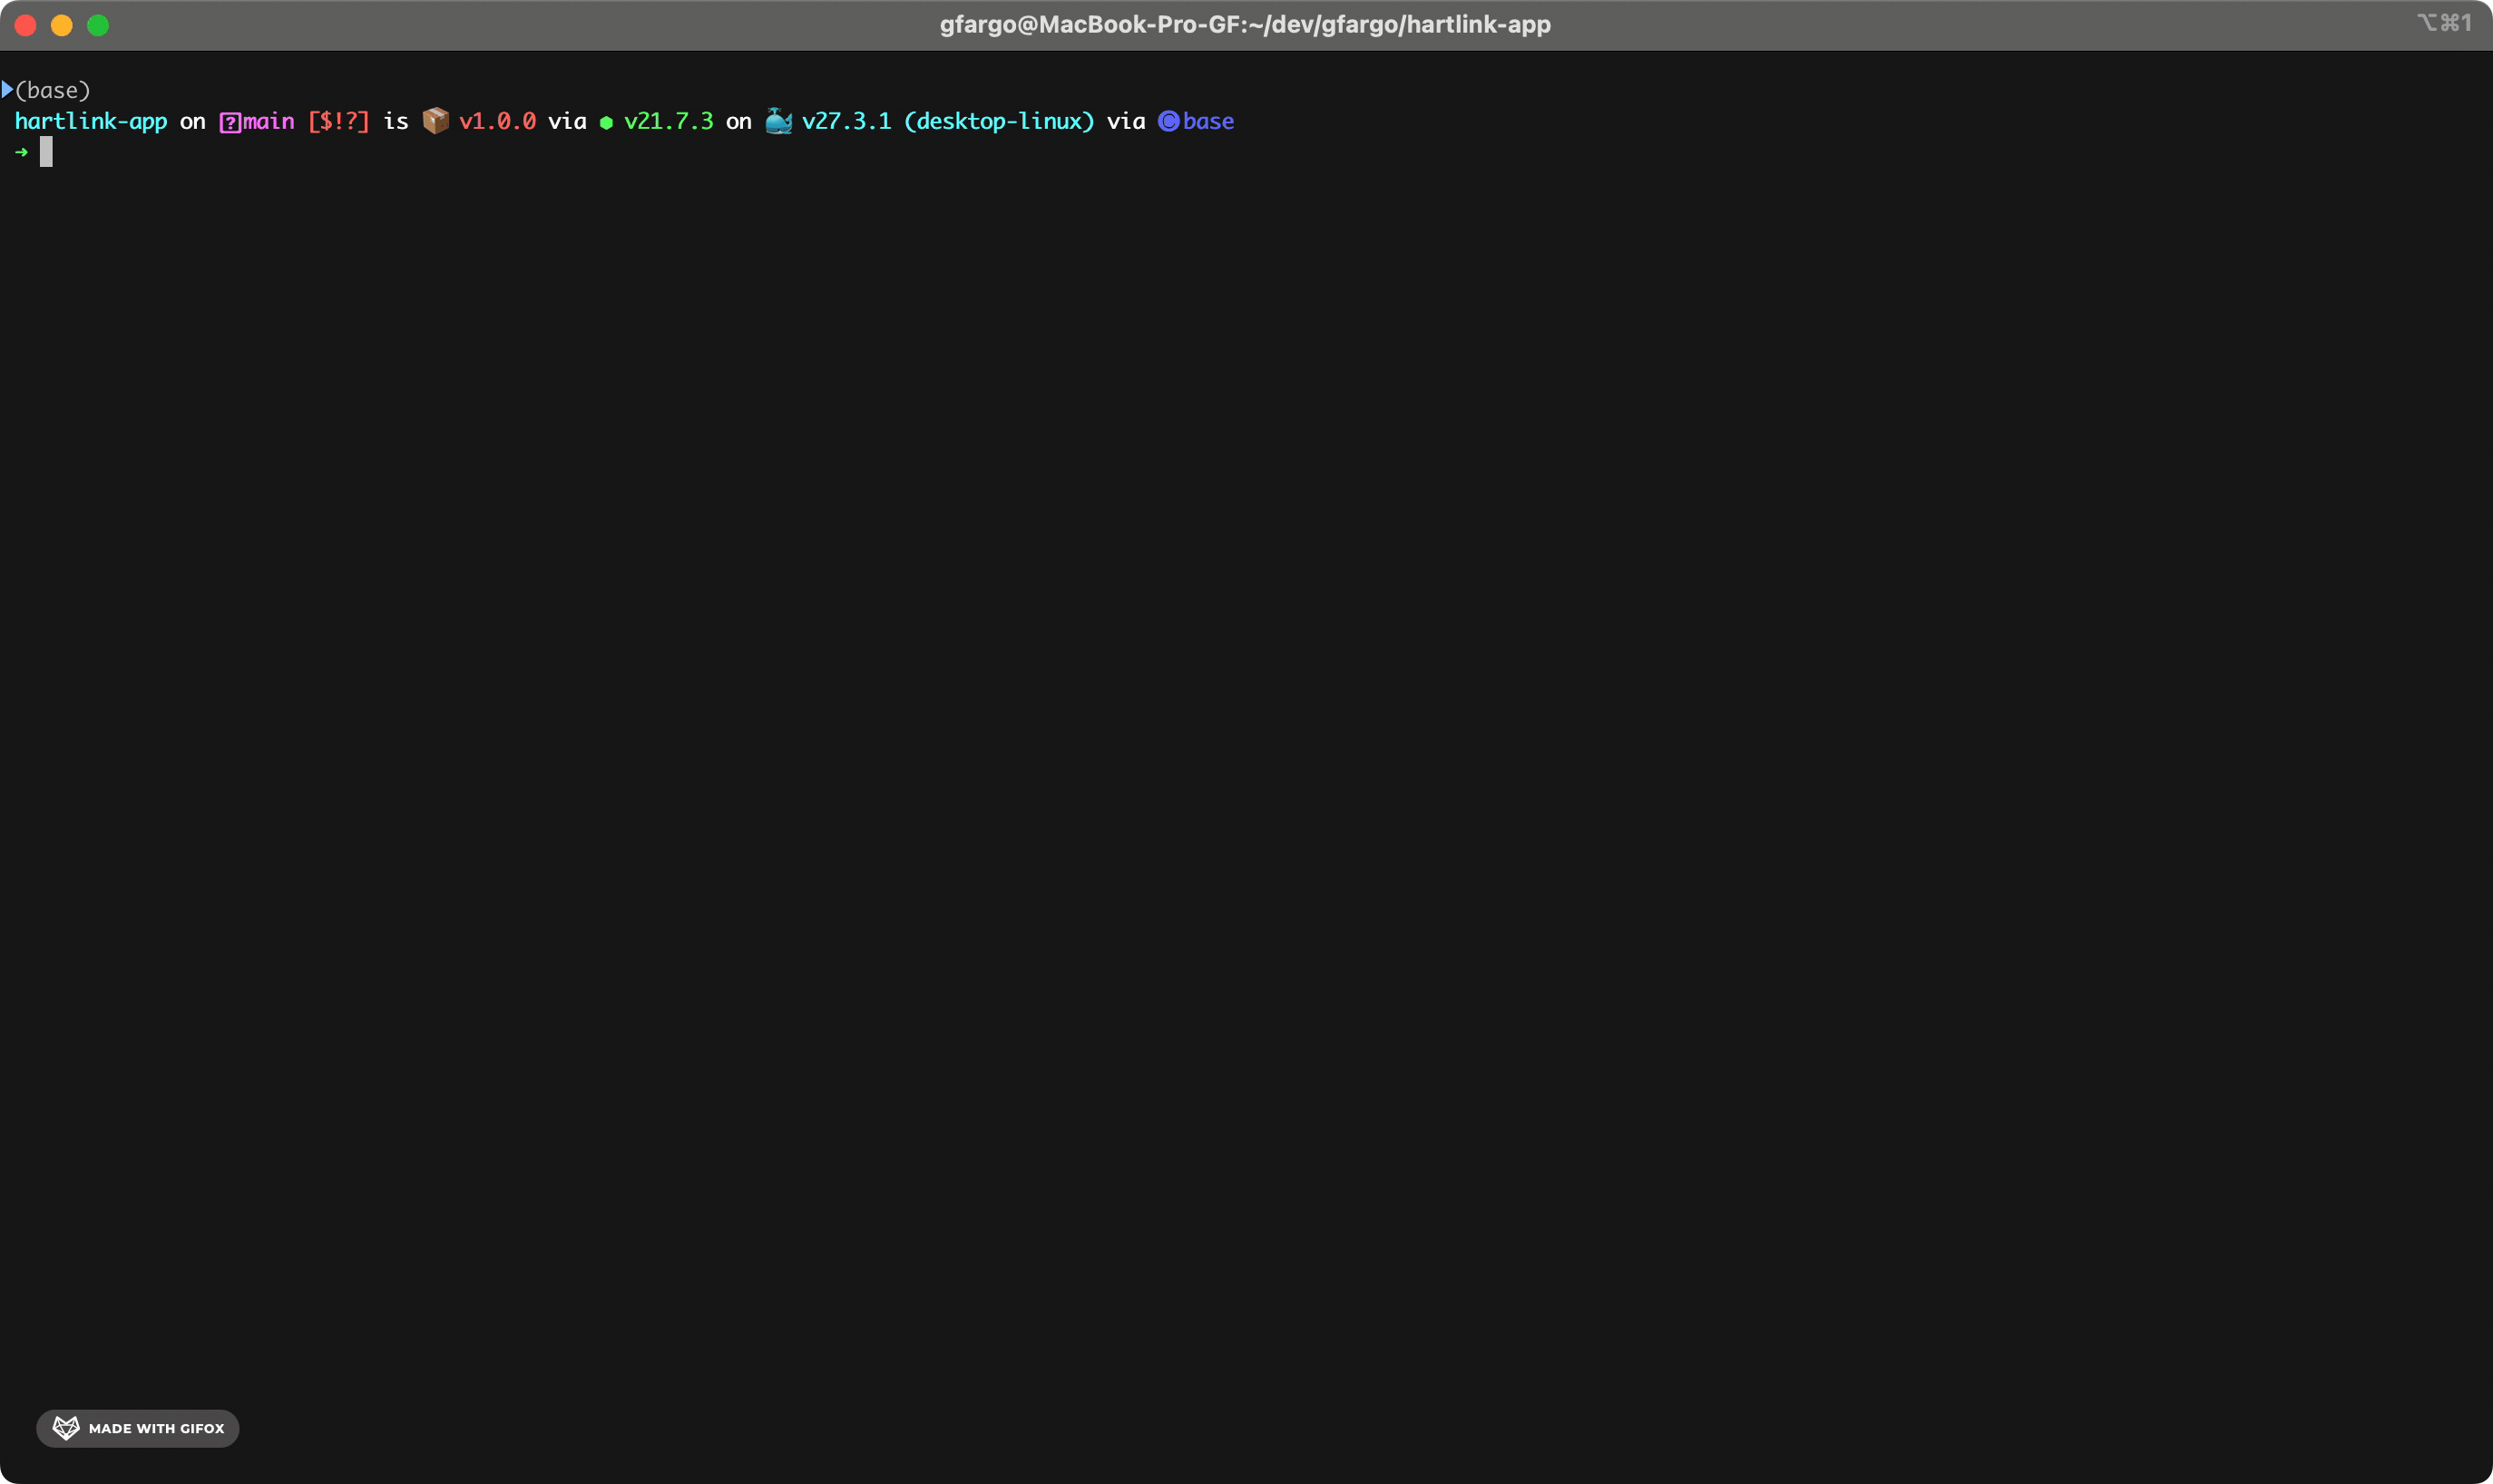 gfargo@MacBook-Pro-GF:~/dev/gfargo/hartlink-app ⌥⌘1
(base)
hartlink-app on ?main [$!?] is 📦 v1.0.0 via ⬢ v21.7.3 on 🐳 v27.3.1 (desktop-linux) via 🅒 base
➜
MADE WITH GIFOX